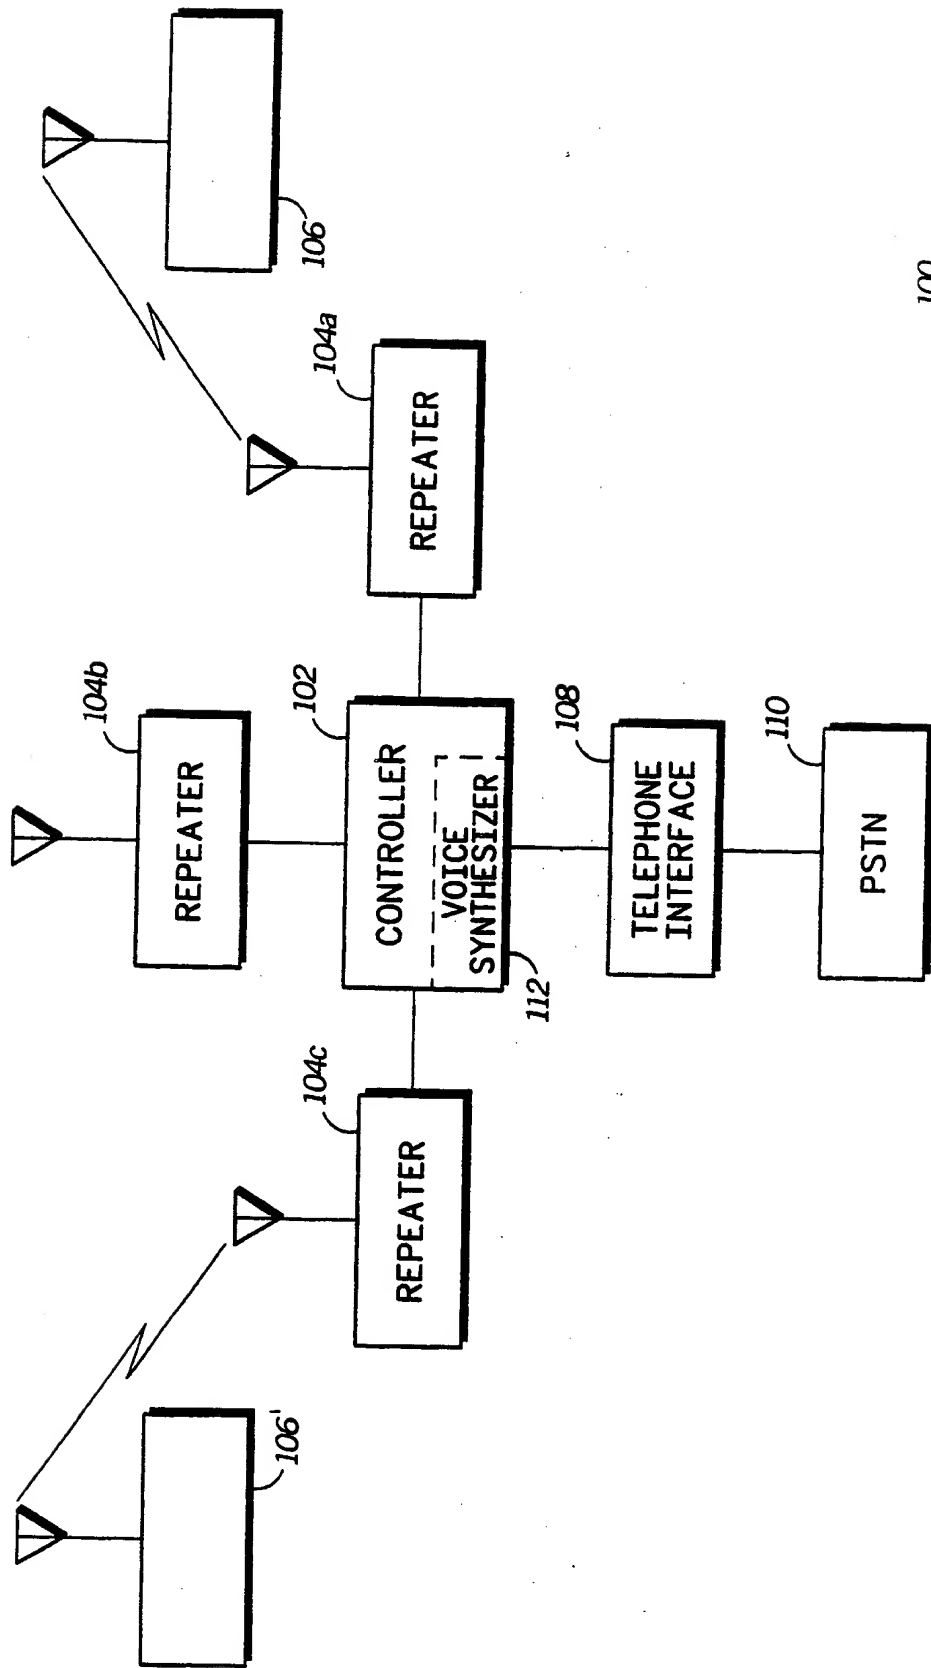 104b
REPEATER
106'
104c
102
104a
106
CONTROLLER
REPEATER
REPEATER
VOICE
SYNTHESIZER
112
108
TELEPHONE
INTERFACE
110
PSTN
100